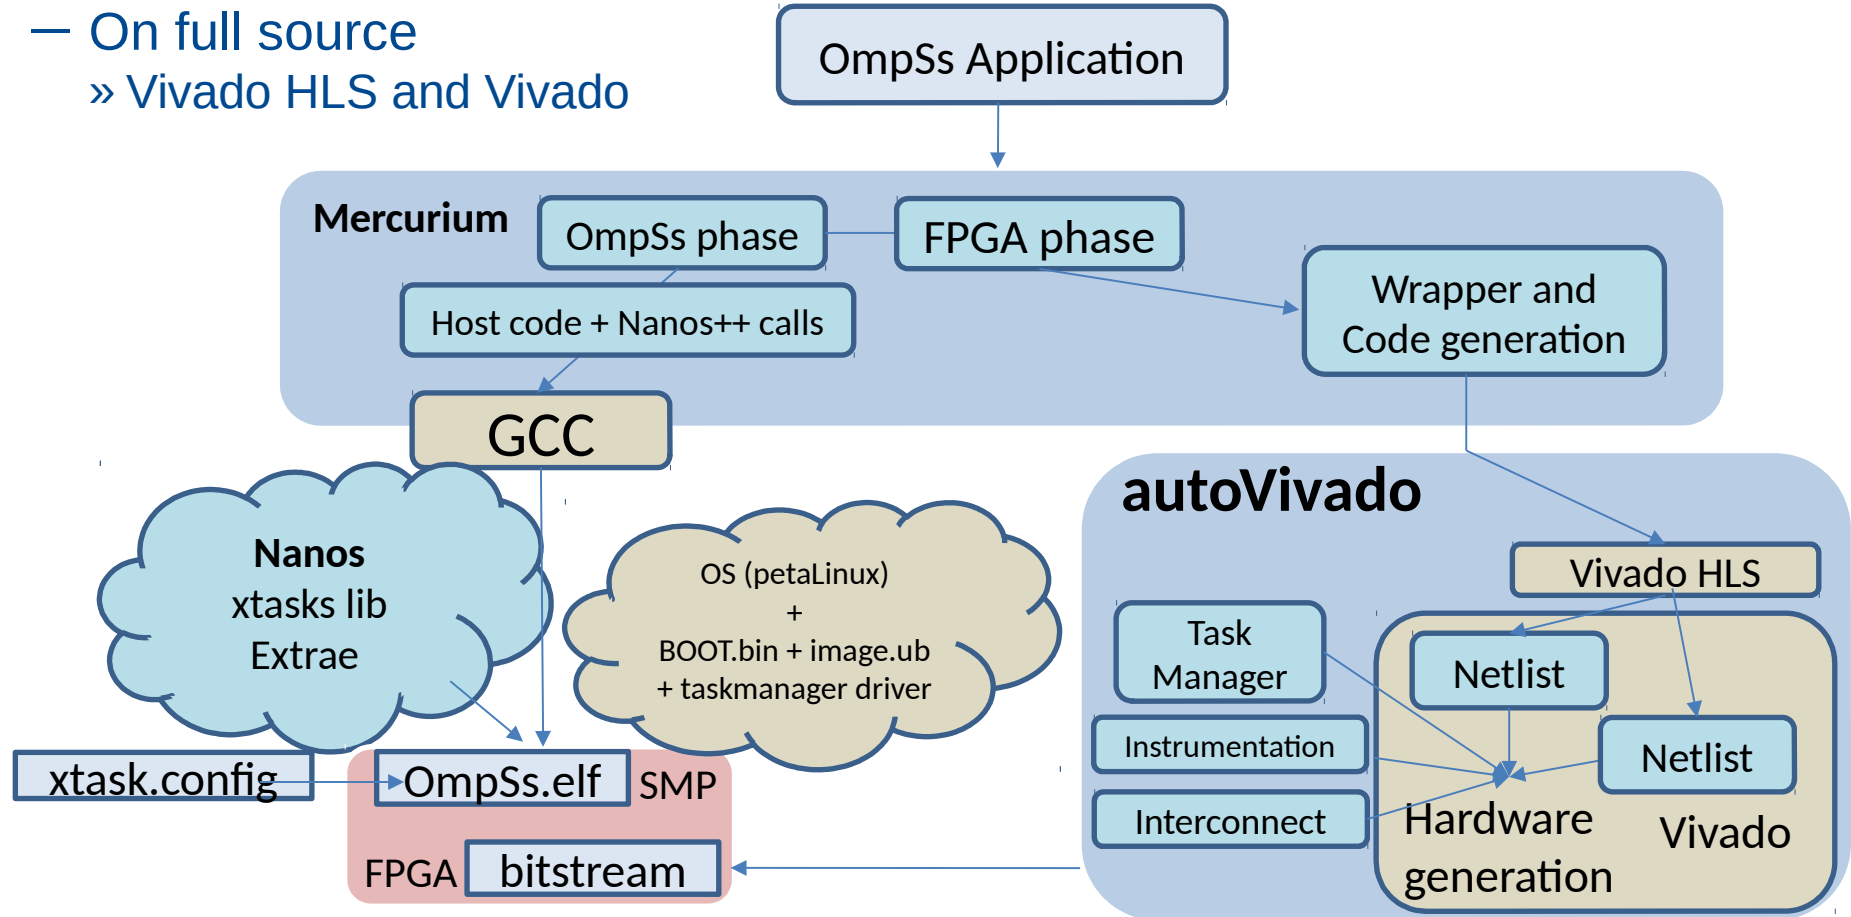 — On full source
» Vivado HLS and Vivado
OmpSs Application
Mercurium
OmpSs phase
FPGA phase
Host code + Nanos++ calls
Wrapper and
Code generation
GCC
Nanos
xtasks lib
Extrae
OS (petaLinux)
+
BOOT.bin + image.ub
+ taskmanager driver
autoVivado
Vivado HLS
Task
Manager
Netlist
Instrumentation
Netlist
Interconnect
Hardware
generation
Vivado
xtask.config
OmpSs.elf
SMP
FPGA
bitstream